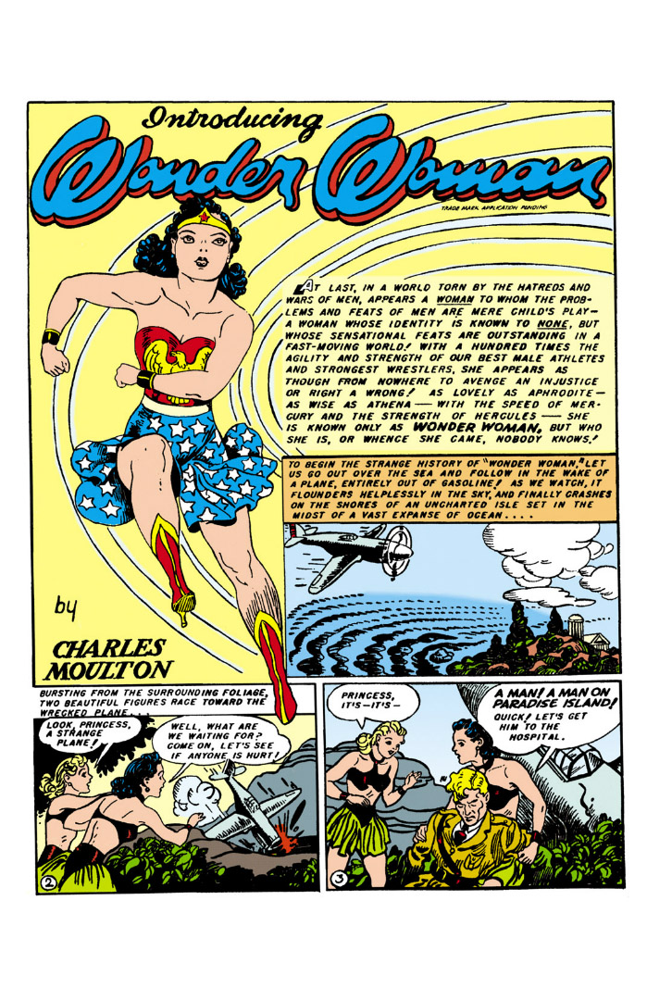 Introducing
Wonder Woman
TRADE MARK APPLICATION PENDING
AT LAST, IN A WORLD TORN BY THE HATREDS AND
WARS OF MEN, APPEARS A WOMAN TO WHOM THE PROB-
LEMS AND FEATS OF MEN ARE MERE CHILD'S PLAY—
A WOMAN WHOSE IDENTITY IS KNOWN TO NONE, BUT
WHOSE SENSATIONAL FEATS ARE OUTSTANDING IN A
FAST-MOVING WORLD! WITH A HUNDRED TIMES THE
AGILITY AND STRENGTH OF OUR BEST MALE ATHLETES
AND STRONGEST WRESTLERS, SHE APPEARS AS
THOUGH FROM NOWHERE TO AVENGE AN INJUSTICE
OR RIGHT A WRONG! AS LOVELY AS APHRODITE—
AS WISE AS ATHENA — WITH THE SPEED OF MER-
CURY AND THE STRENGTH OF HERCULES — SHE
IS KNOWN ONLY AS WONDER WOMAN, BUT WHO
SHE IS, OR WHENCE SHE CAME, NOBODY KNOWS!
TO BEGIN THE STRANGE HISTORY OF "WONDER WOMAN," LET
US GO OUT OVER THE SEA AND FOLLOW IN THE WAKE OF
A PLANE, ENTIRELY OUT OF GASOLINE! AS WE WATCH, IT
FLOUNDERS HELPLESSLY IN THE SKY, AND FINALLY CRASHES
ON THE SHORES OF AN UNCHARTED ISLE SET IN THE
MIDST OF A VAST EXPANSE OF OCEAN....
by
CHARLES
MOULTON
BURSTING FROM THE SURROUNDING FOLIAGE,
TWO BEAUTIFUL FIGURES RACE TOWARD THE
WRECKED PLANE...
LOOK, PRINCESS,
A STRANGE
PLANE!
WELL, WHAT ARE
WE WAITING FOR?
COME ON, LET'S SEE
IF ANYONE IS HURT!
2
PRINCESS,
IT'S—IT'S—
A MAN! A MAN ON
PARADISE ISLAND!
QUICK! LET'S GET
HIM TO THE
HOSPITAL.
3